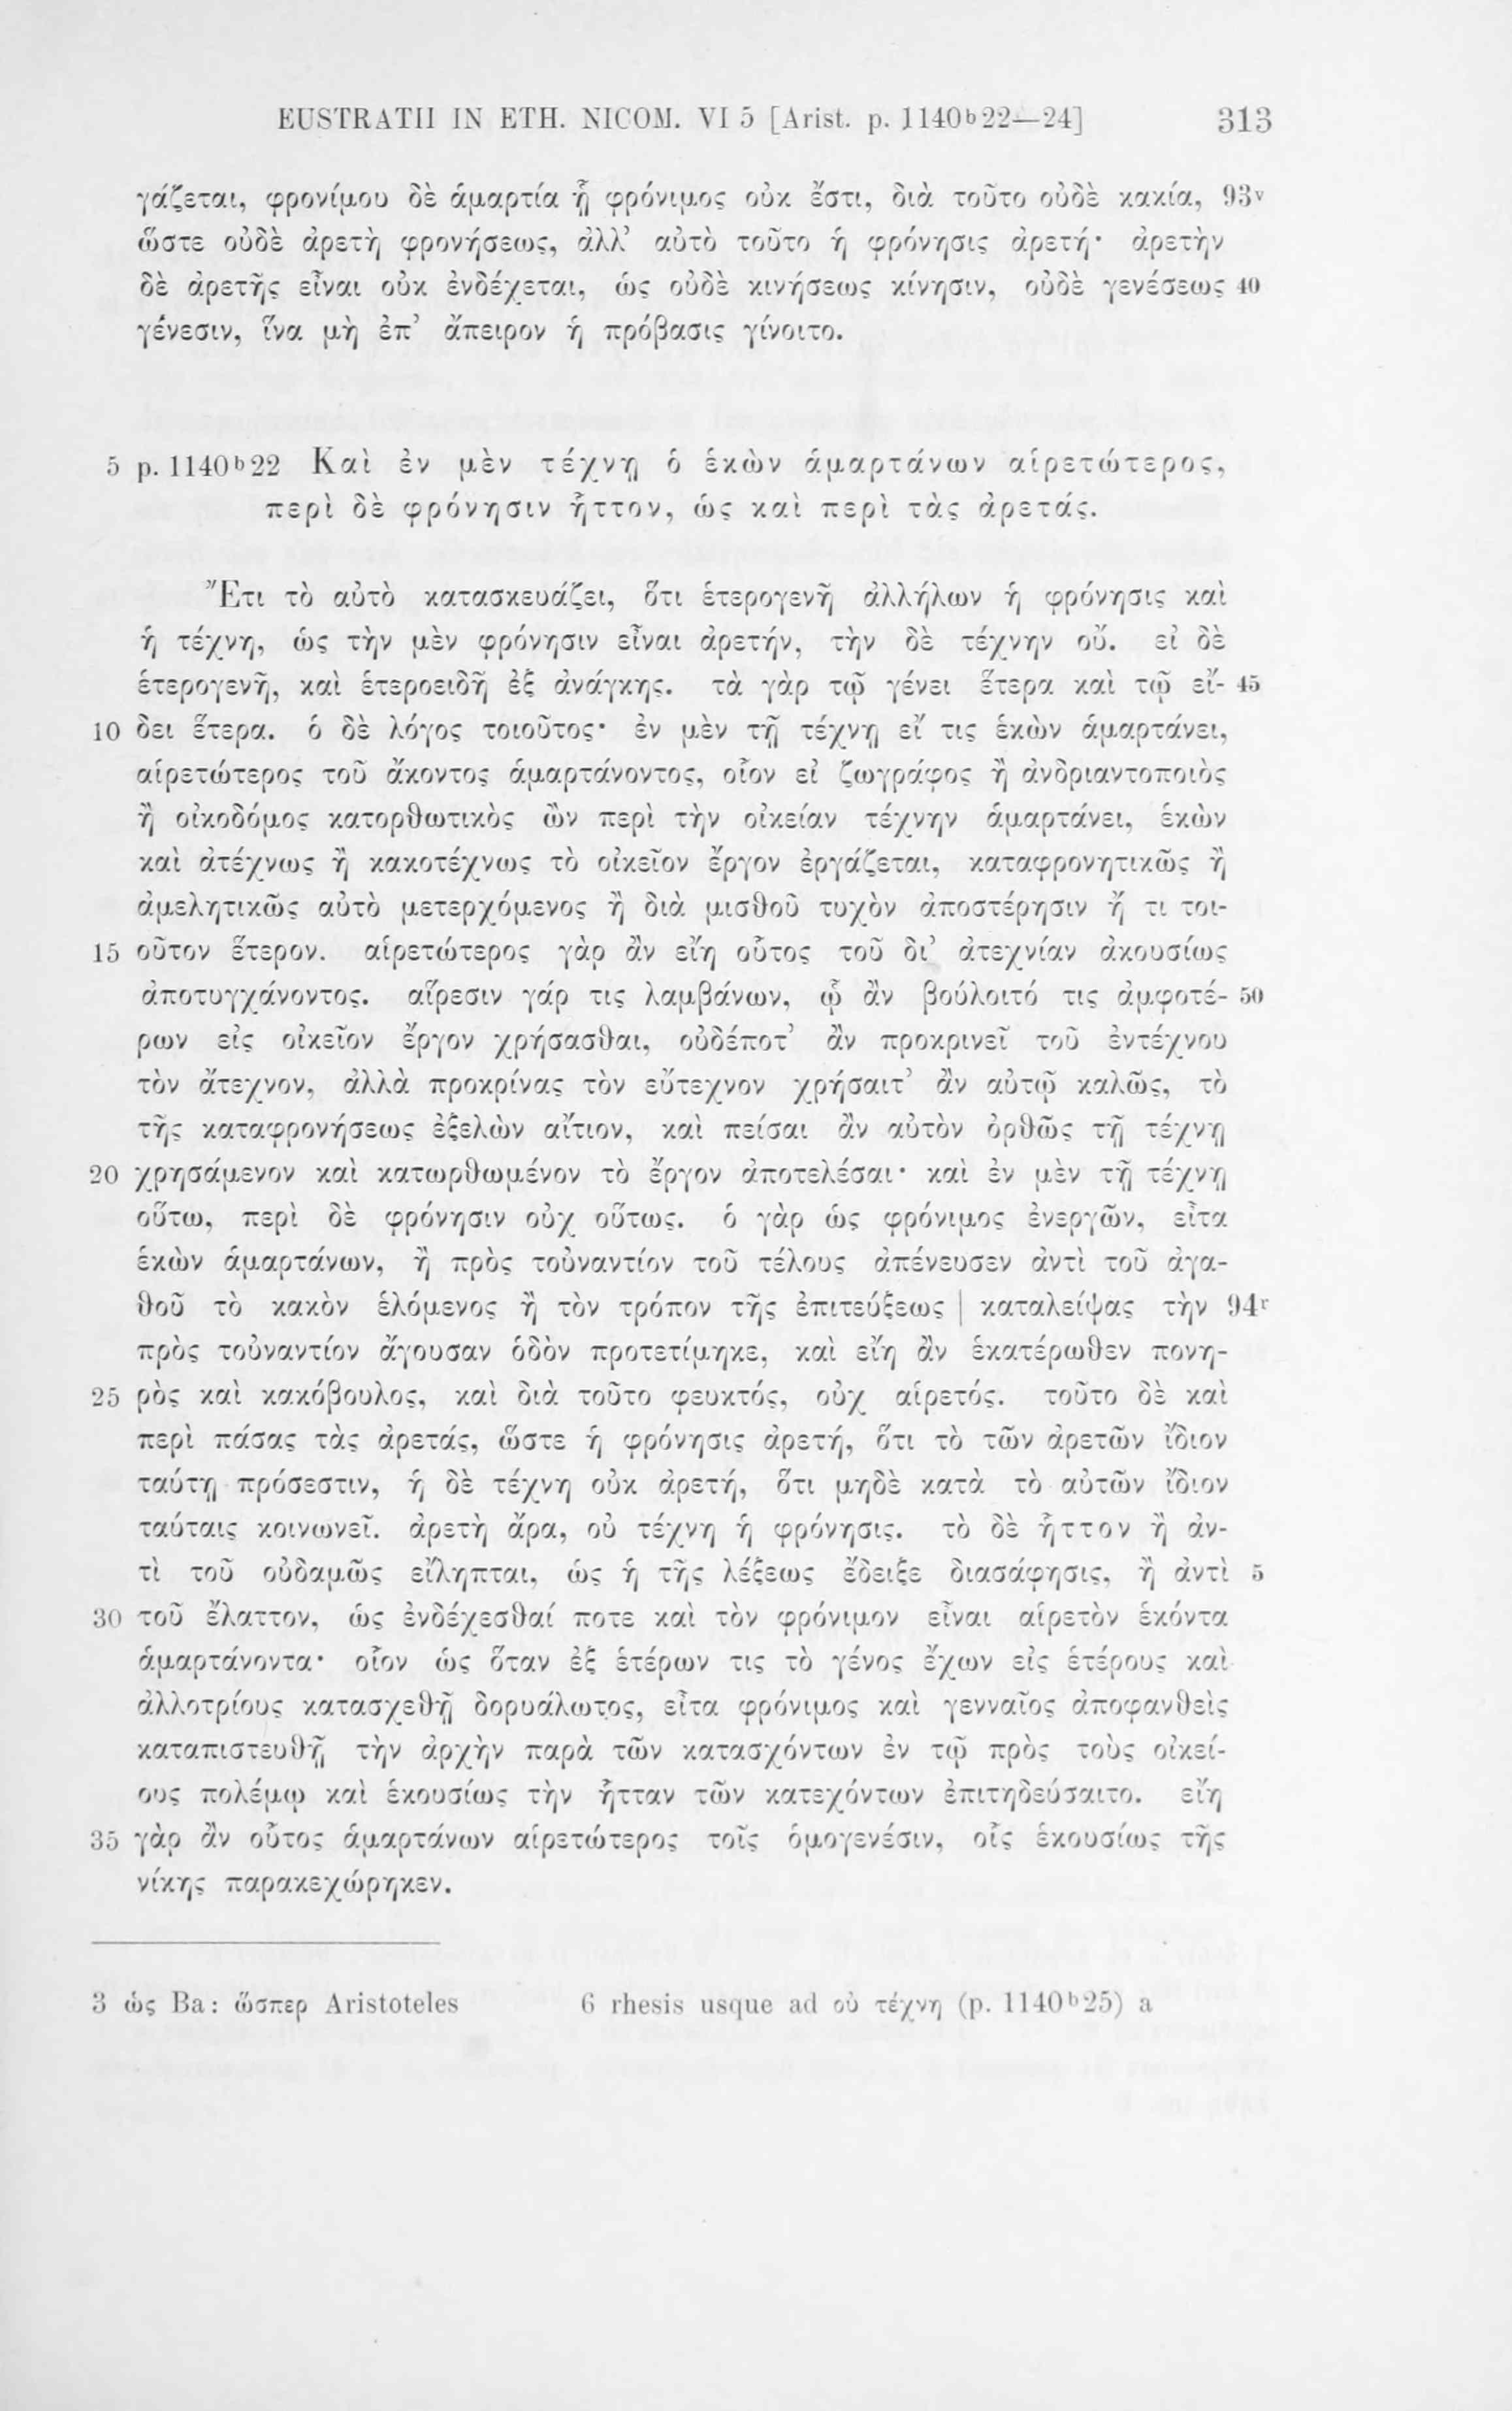 EUSTRATII IN ETH. NICOM. VI 5 [Arist. p. 1140ᵇ22—24] 313
γάζεται, φρονίμου δὲ ἁμαρτία ᾗ φρόνιμος οὐκ ἔστι, διὰ τοῦτο οὐδὲ κακία, 93ᵛ
ὥστε οὐδὲ ἀρετὴ φρονήσεως, ἀλλ’ αὐτὸ τοῦτο ἡ φρόνησις ἀρετή· ἀρετὴν
δὲ ἀρετῆς εἶναι οὐκ ἐνδέχεται, ὡς οὐδὲ κινήσεως κίνησιν, οὐδὲ γενέσεως 40
γένεσιν, ἵνα μὴ ἐπ’ ἄπειρον ἡ πρόβασις γίνοιτο.
5 p. 1140ᵇ22 Καὶ ἐν μὲν τέχνῃ ὁ ἑκὼν ἁμαρτάνων αἱρετώτερος,
περὶ δὲ φρόνησιν ἧττον, ὡς καὶ περὶ τὰς ἀρετάς.
Ἔτι τὸ αὐτὸ κατασκευάζει, ὅτι ἑτερογενῆ ἀλλήλων ἡ φρόνησις καὶ
ἡ τέχνη, ὡς τὴν μὲν φρόνησιν εἶναι ἀρετήν, τὴν δὲ τέχνην οὔ. εἰ δὲ
ἑτερογενῆ, καὶ ἑτεροειδῆ ἐξ ἀνάγκης. τὰ γὰρ τῷ γένει ἕτερα καὶ τῷ εἴ- 45
10 δει ἕτερα. ὁ δὲ λόγος τοιοῦτος· ἐν μὲν τῇ τέχνῃ εἴ τις ἑκὼν ἁμαρτάνει,
αἱρετώτερος τοῦ ἄκοντος ἁμαρτάνοντος, οἷον εἰ ζωγράφος ἢ ἀνδριαντοποιὸς
ἢ οἰκοδόμος κατορθωτικὸς ὢν περὶ τὴν οἰκείαν τέχνην ἁμαρτάνει, ἑκὼν
καὶ ἀτέχνως ἢ κακοτέχνως τὸ οἰκεῖον ἔργον ἐργάζεται, καταφρονητικῶς ἢ
ἀμελητικῶς αὐτὸ μετερχόμενος ἢ διὰ μισθοῦ τυχὸν ἀποστέρησιν ἤ τι τοι-
15 οῦτον ἕτερον. αἱρετώτερος γὰρ ἂν εἴη οὗτος τοῦ δι’ ἀτεχνίαν ἀκουσίως
ἀποτυγχάνοντος. αἵρεσιν γάρ τις λαμβάνων, ᾧ ἂν βούλοιτό τις ἀμφοτέ- 50
ρων εἰς οἰκεῖον ἔργον χρήσασθαι, οὐδέποτ’ ἂν προκρινεῖ τοῦ ἐντέχνου
τὸν ἄτεχνον, ἀλλὰ προκρίνας τὸν εὔτεχνον χρήσαιτ’ ἂν αὐτῷ καλῶς, τὸ
τῆς καταφρονήσεως ἐξελὼν αἴτιον, καὶ πείσαι ἂν αὐτὸν ὀρθῶς τῇ τέχνῃ
20 χρησάμενον καὶ κατωρθωμένον τὸ ἔργον ἀποτελέσαι· καὶ ἐν μὲν τῇ τέχνῃ
οὕτω, περὶ δὲ φρόνησιν οὐχ οὕτως. ὁ γὰρ ὡς φρόνιμος ἐνεργῶν, εἶτα
ἑκὼν ἁμαρτάνων, ἢ πρὸς τοὐναντίον τοῦ τέλους ἀπένευσεν ἀντὶ τοῦ ἀγα-
θοῦ τὸ κακὸν ἑλόμενος ἢ τὸν τρόπον τῆς ἐπιτεύξεως | καταλείψας τὴν 94ʳ
πρὸς τοὐναντίον ἄγουσαν ὁδὸν προτετίμηκε, καὶ εἴη ἂν ἑκατέρωθεν πονη-
25 ρὸς καὶ κακόβουλος, καὶ διὰ τοῦτο φευκτός, οὐχ αἱρετός. τοῦτο δὲ καὶ
περὶ πάσας τὰς ἀρετάς, ὥστε ἡ φρόνησις ἀρετή, ὅτι τὸ τῶν ἀρετῶν ἴδιον
ταύτῃ πρόσεστιν, ἡ δὲ τέχνη οὐκ ἀρετή, ὅτι μηδὲ κατὰ τὸ αὐτῶν ἴδιον
ταύταις κοινωνεῖ. ἀρετὴ ἄρα, οὐ τέχνη ἡ φρόνησις. τὸ δὲ ἧττον ἢ ἀν-
τὶ τοῦ οὐδαμῶς εἴληπται, ὡς ἡ τῆς λέξεως ἔδειξε διασάφησις, ἢ ἀντὶ 5
30 τοῦ ἔλαττον, ὡς ἐνδέχεσθαί ποτε καὶ τὸν φρόνιμον εἶναι αἱρετὸν ἑκόντα
ἁμαρτάνοντα· οἷον ὡς ὅταν ἐξ ἑτέρων τις τὸ γένος ἔχων εἰς ἑτέρους καὶ
ἀλλοτρίους κατασχεθῇ δορυάλωτος, εἶτα φρόνιμος καὶ γενναῖος ἀποφανθεὶς
καταπιστευθῇ τὴν ἀρχὴν παρὰ τῶν κατασχόντων ἐν τῷ πρὸς τοὺς οἰκεί-
ους πολέμῳ καὶ ἑκουσίως τὴν ἧτταν τῶν κατεχόντων ἐπιτηδεύσαιτο. εἴη
35 γὰρ ἂν οὗτος ἁμαρτάνων αἱρετώτερος τοῖς ὁμογενέσιν, οἷς ἑκουσίως τῆς
νίκης παρακεχώρηκεν.
3 ὡς Ba: ὥσπερ Aristoteles 6 rhesis usque ad οὐ τέχνη (p. 1140ᵇ25) a